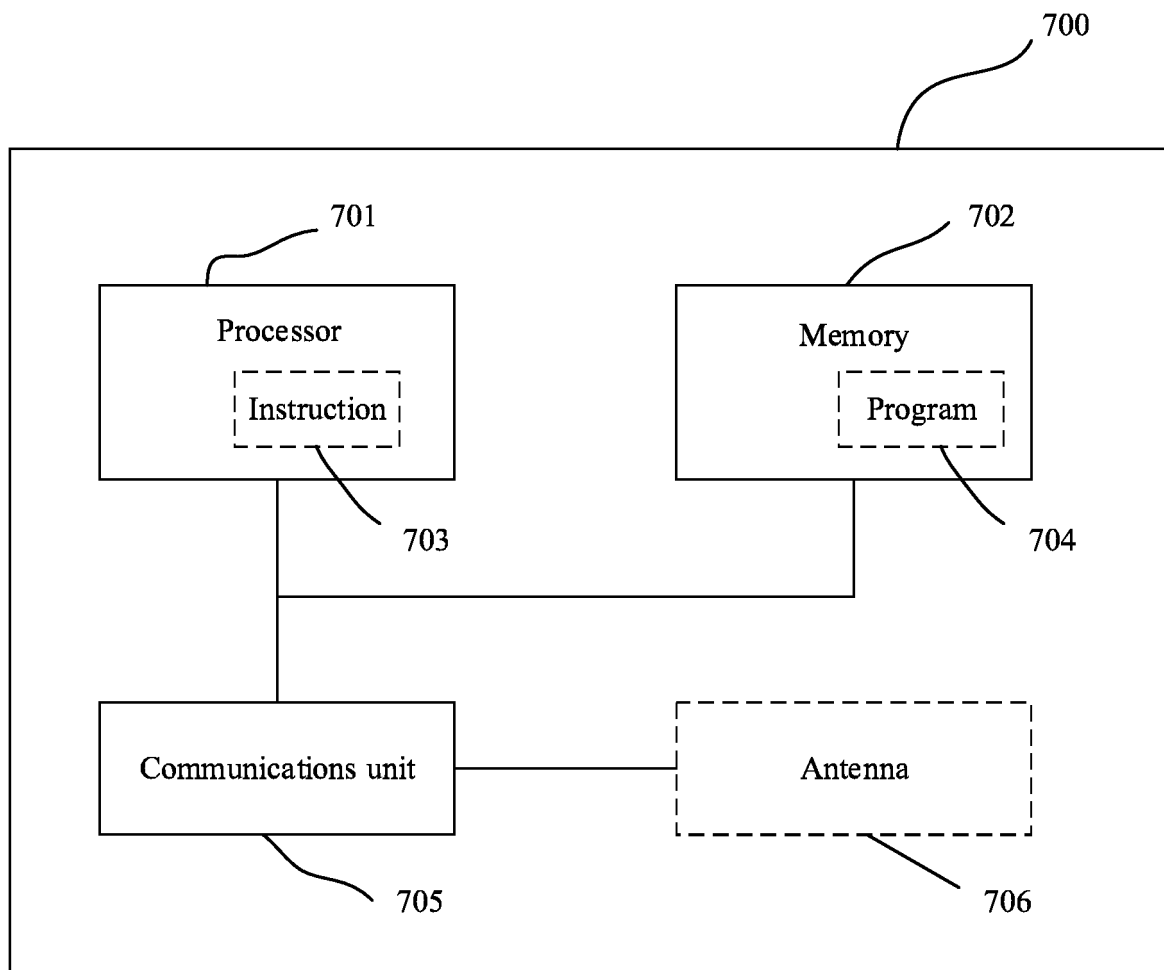 700
701
702
Processor
Memory
Instruction
Program
703
704
Communications unit
Antenna
705
706